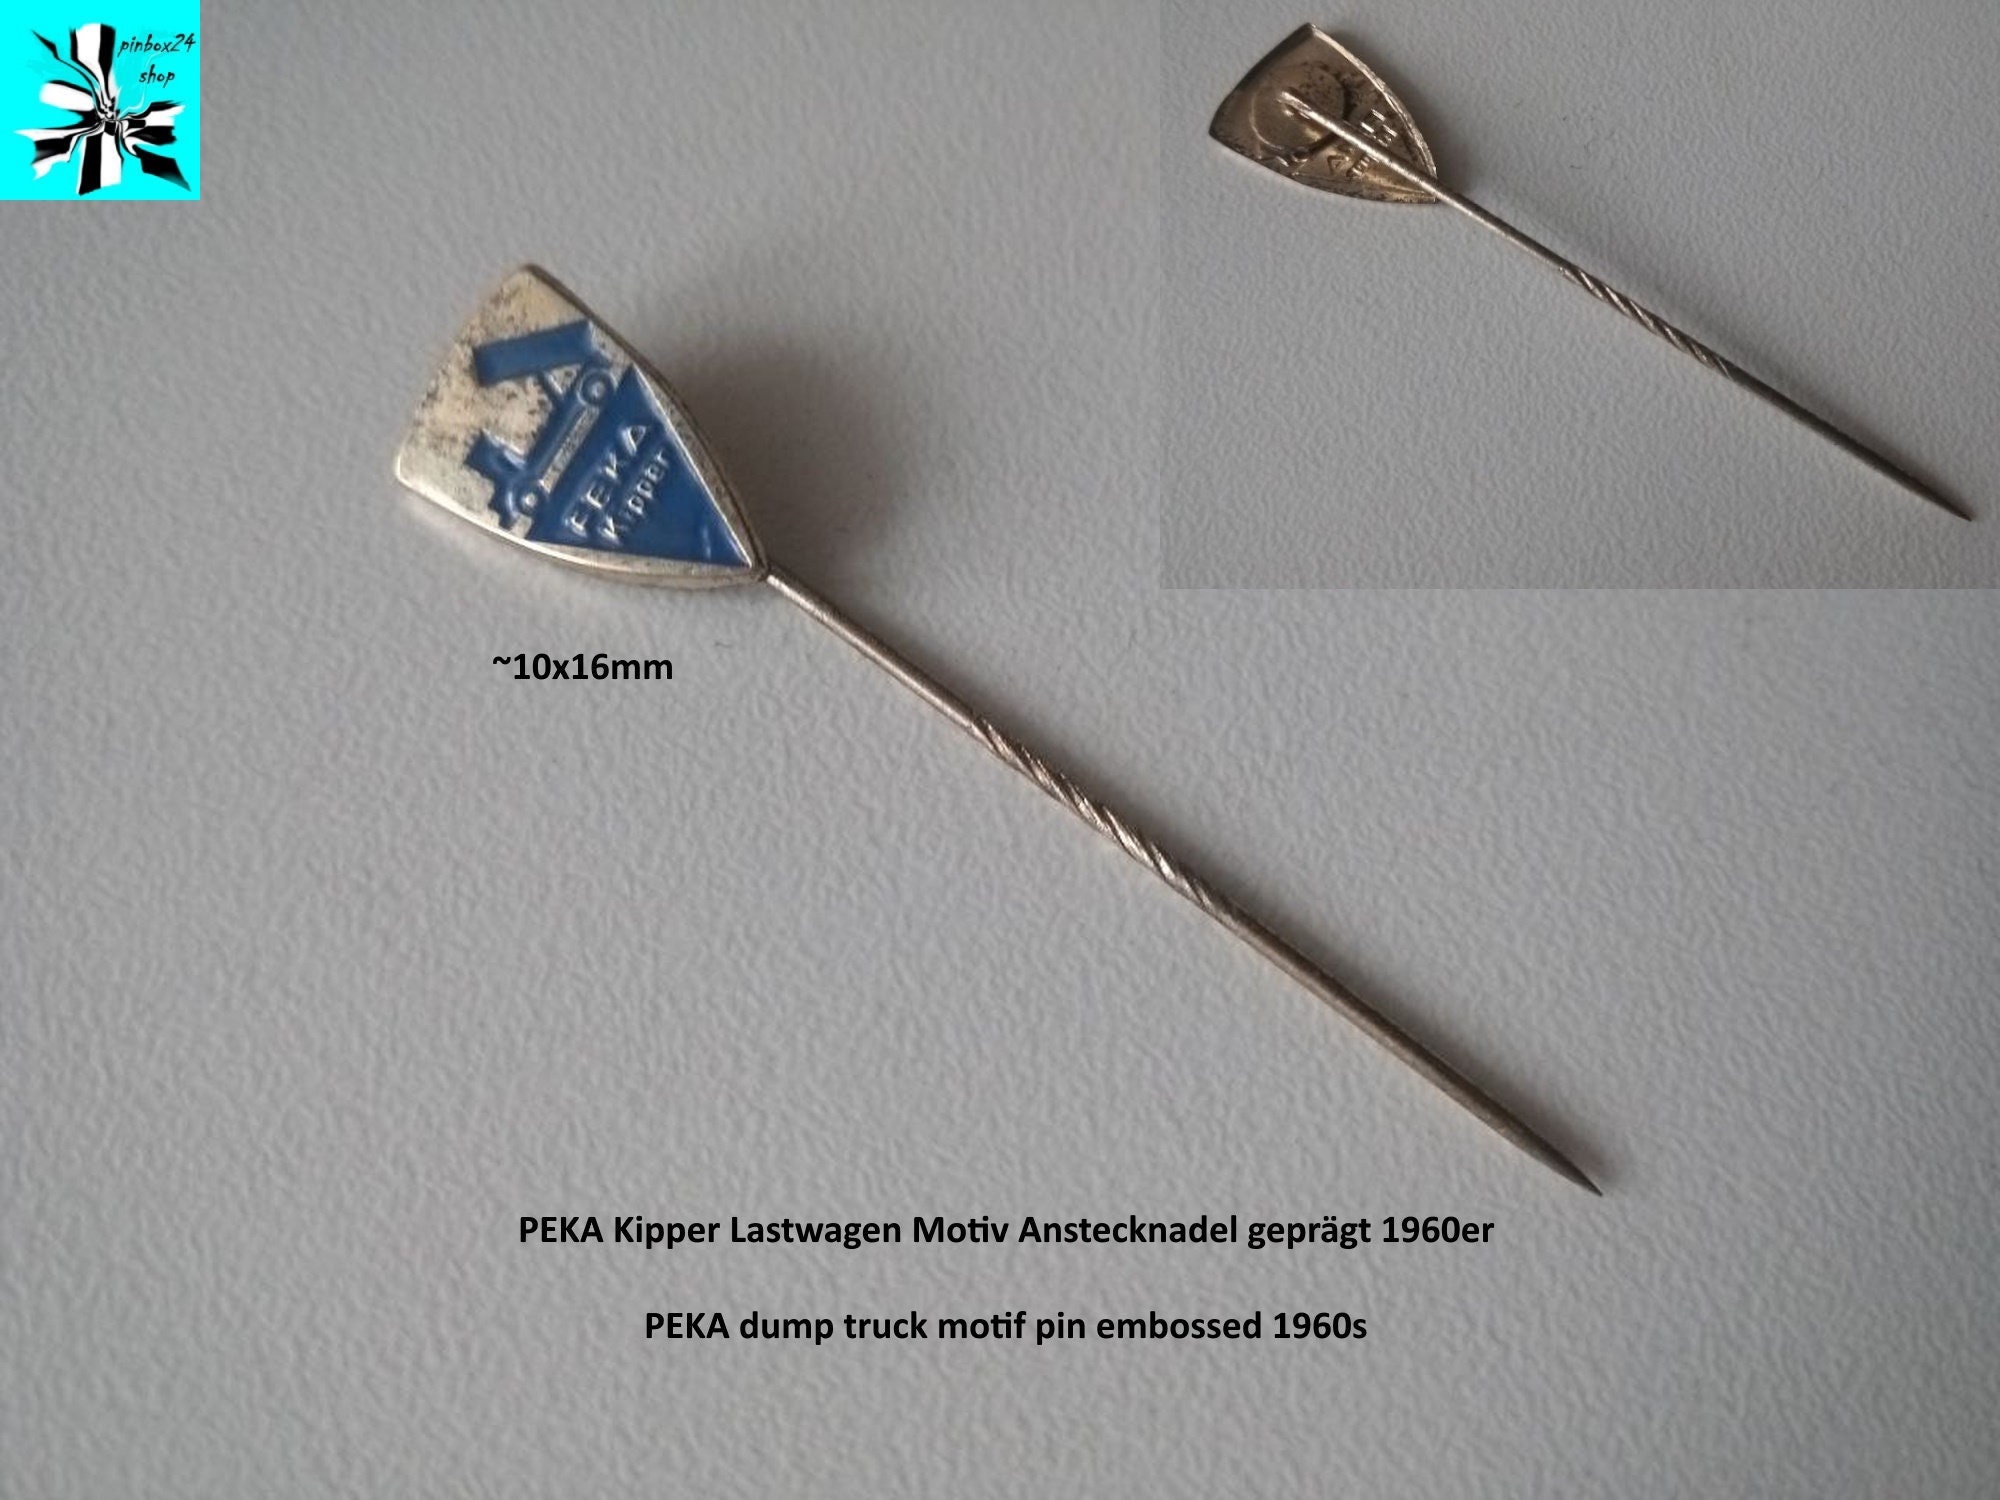 pinbox24
shop
PEKA
Kipper
~10x16mm
PEKA Kipper Lastwagen Motiv Anstecknadel geprägt 1960er
PEKA dump truck motif pin embossed 1960s